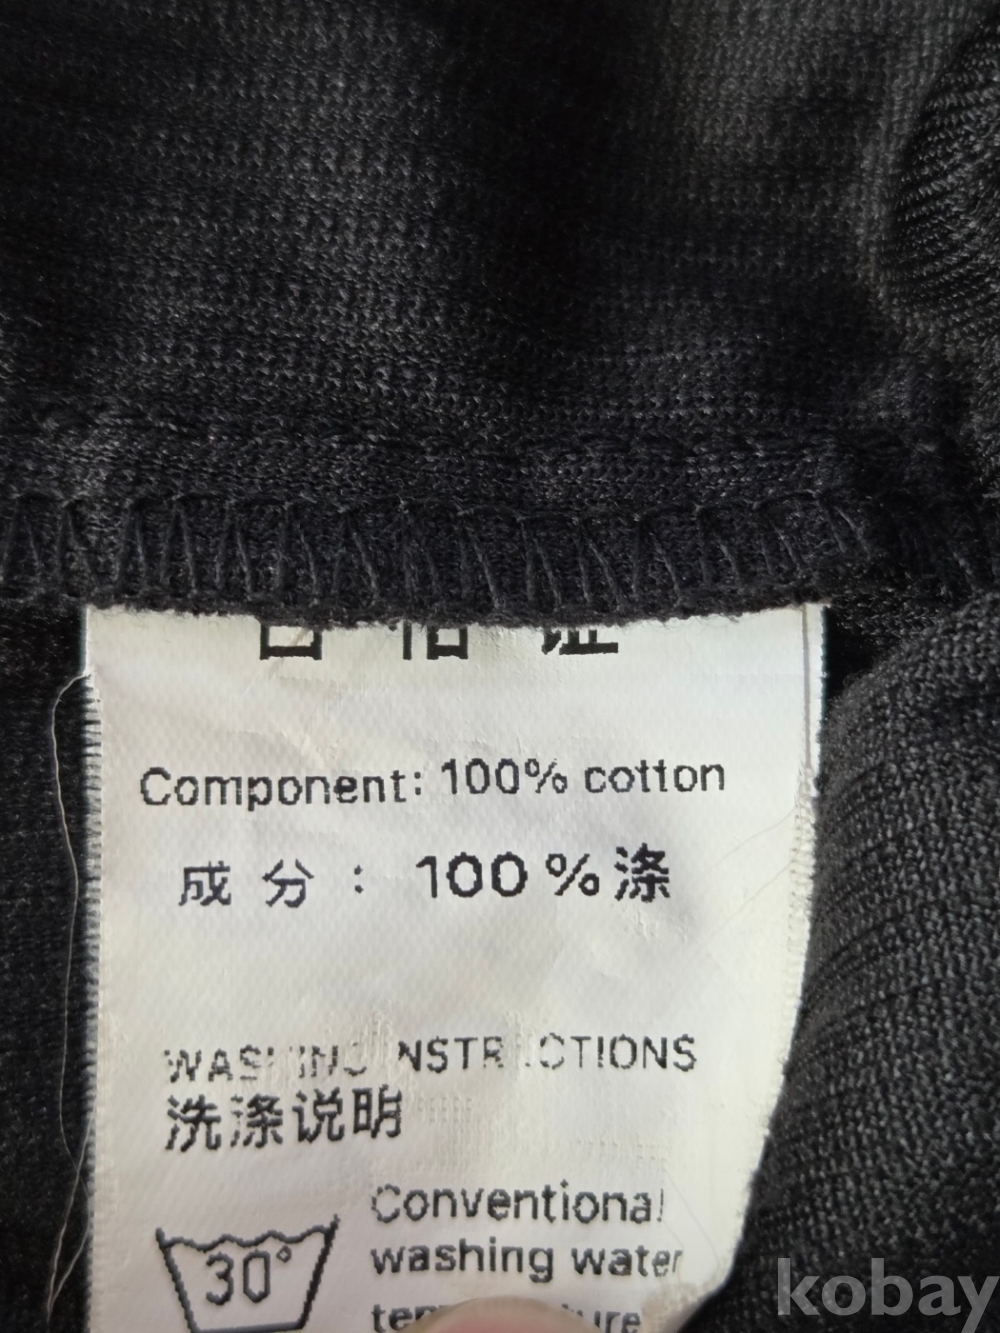 Component: 100% cotton
成分： 100%涤
WASHING INSTRUCTIONS
洗涤说明
30°
Conventional
washing water
kobay